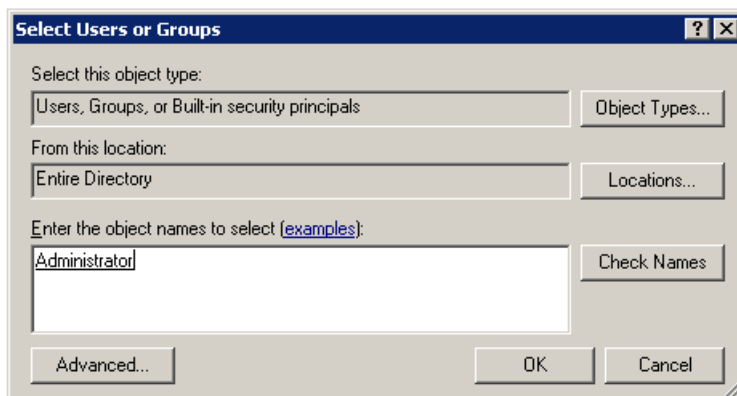 Select Users or Groups
Select this object type:
Users, Groups, or Built-in security principals
Object Types...
From this location:
Entire Directory
Locations...
Enter the object names to select (examples):
Administrator
Check Names
Advanced...
OK
Cancel